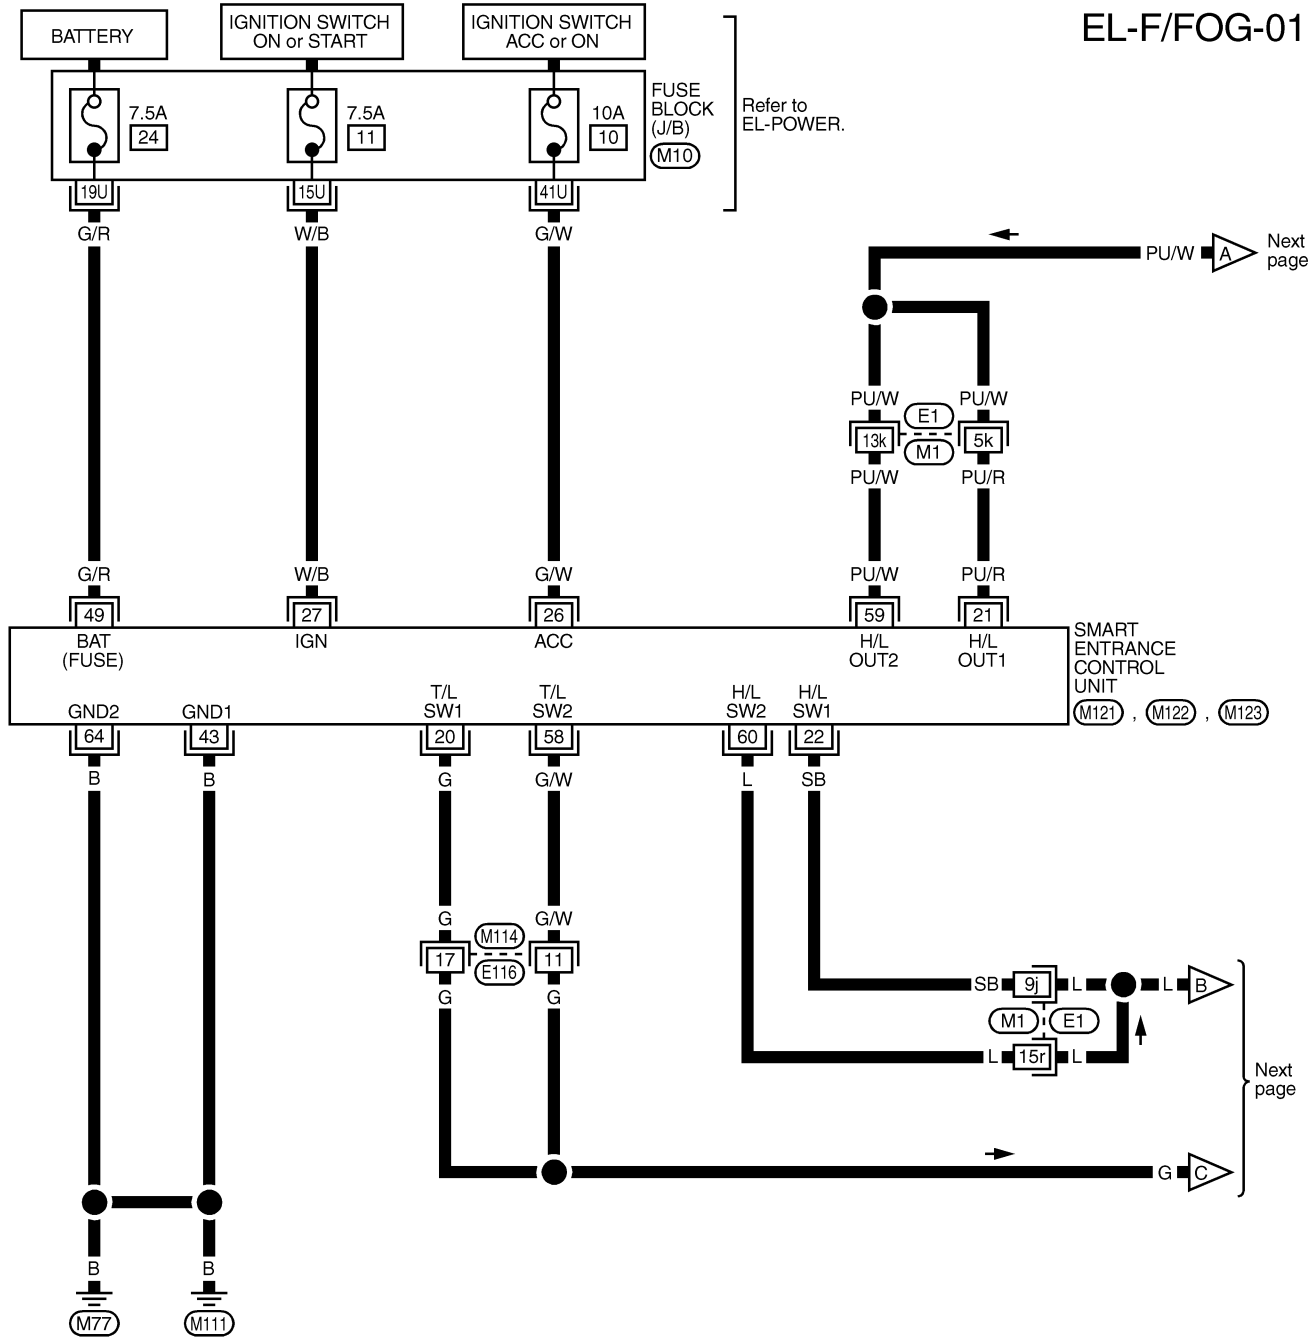 EL-F/FOG-01
BATTERY
IGNITION SWITCH
ON or START
IGNITION SWITCH
ACC or ON
7.5A
24
7.5A
11
10A
10
FUSE
BLOCK
(J/B)
M10
Refer to
EL-POWER.
19U
15U
41U
G/R
W/B
G/W
PU/W
A
Next
page
PU/W
PU/W
E1
13k
5k
M1
PU/W
PU/R
G/R
W/B
G/W
PU/W
PU/R
49
27
26
59
21
BAT
(FUSE)
IGN
ACC
H/L
OUT2
H/L
OUT1
SMART
ENTRANCE
CONTROL
UNIT
M121 , M122 , M123
GND2
GND1
T/L
SW1
T/L
SW2
H/L
SW2
H/L
SW1
64
43
20
58
60
22
B
B
G
G/W
L
SB
G
G/W
M114
17
11
E116
G
G
SB
9j
L
L
B
M1
E1
L
15r
L
Next
page
G
C
B
B
M77
M111